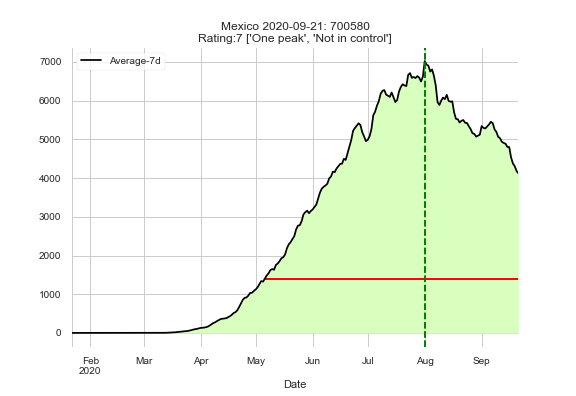 Mexico 2020-09-21: 700580
Rating:7 ['One peak', 'Not in control']
Average-7d
7000
6000
5000
4000
3000
2000
1000
0
Feb Mar Apr May Jun Jul Aug Sep
2020
Date